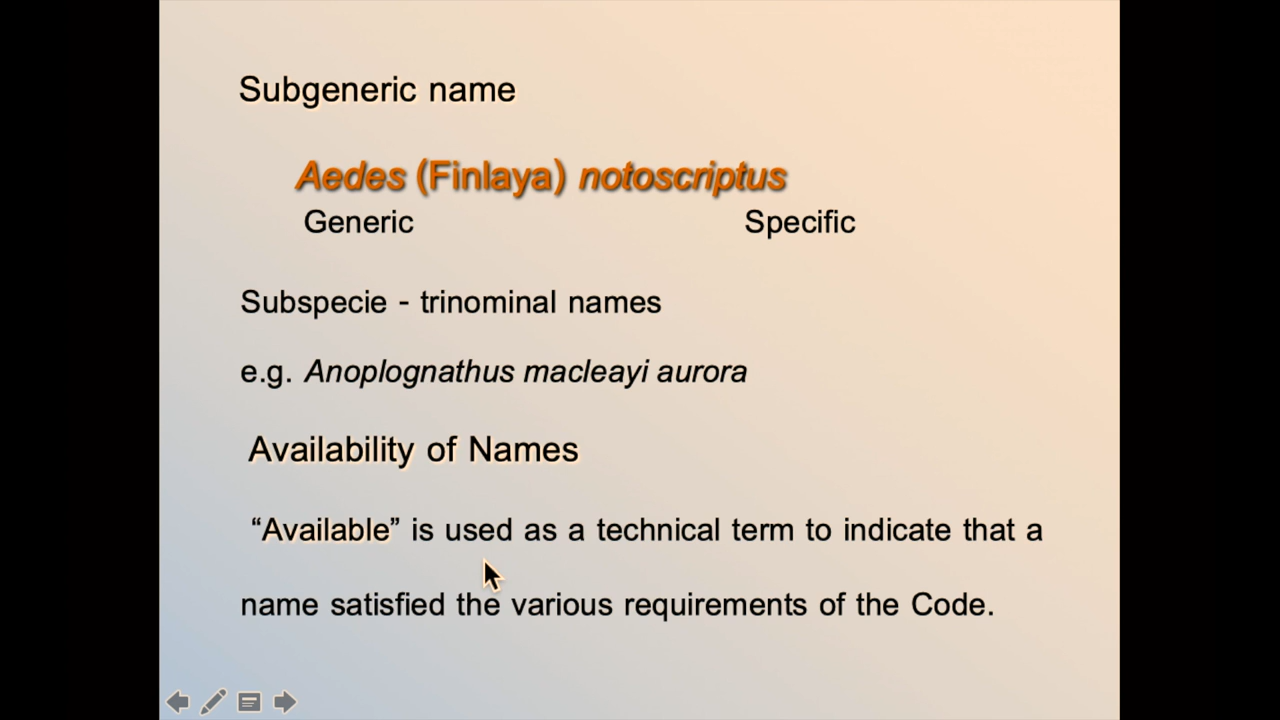 Subgeneric name
Aedes (Finlaya) notoscriptus
Generic Specific
Subspecie - trinominal names
e.g. Anoplognathus macleayi aurora
Availability of Names
“Available” is used as a technical term to indicate that a
name satisfied the various requirements of the Code.